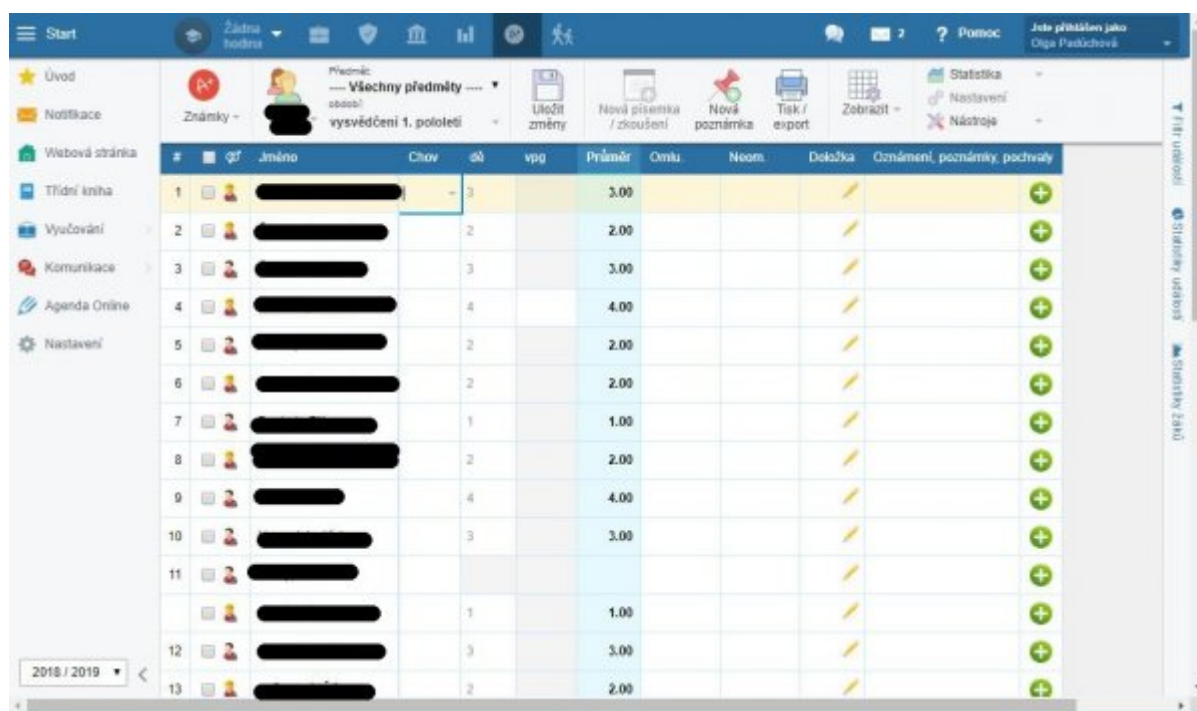 Start
Žádná
hodina
2
? Pomoc
Jste přihlášen jako
Olga Padúchová
Úvod
Notifikace
Webová stránka
Třídní kniha
Vyučování
Komunikace
Agenda Online
Nastavení
2018 / 2019
Známky
Předmět:
---- Všechny předměty ----
období:
vysvědčení 1. pololetí
Uložit
změny
Nová písemka
/ zkoušení
Nová
poznámka
Tisk /
export
Zobrazit
Statistika
Nastavení
Nástroje
# Jméno Chov dě vpg Průměr Omlu. Neom. Doložka Oznámení, poznámky, pochvaly
1 3 3.00
2 2 2.00
3 3 3.00
4 4 4.00
5 2 2.00
6 2 2.00
7 1 1.00
8 2 2.00
9 4 4.00
10 3 3.00
11
1 1.00
12 3 3.00
13 2 2.00
Filtr událostí
Statistiky událostí
Statistiky žáků